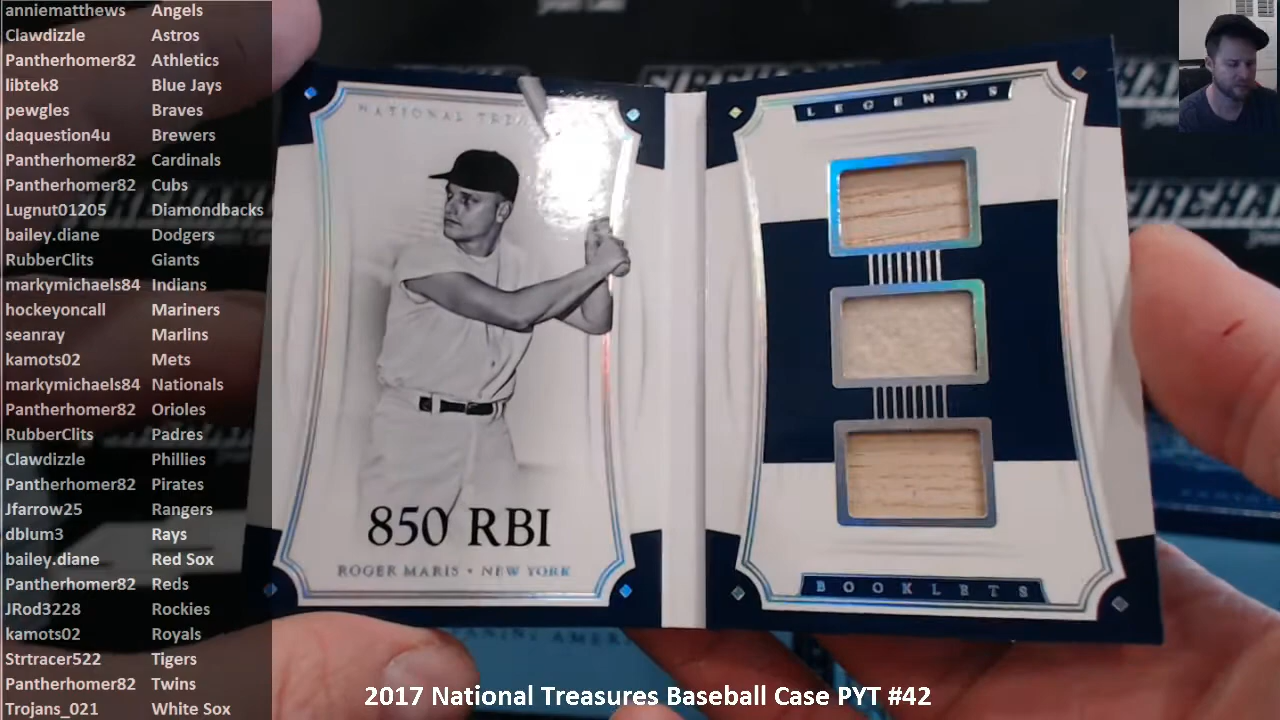 anniematthews Angels
Clawdizzle Astros
Pantherhomer82 Athletics
libtek8 Blue Jays
pewgles Braves
daquestion4u Brewers
Pantherhomer82 Cardinals
Pantherhomer82 Cubs
Lugnut01205 Diamondbacks
bailey.diane Dodgers
RubberClits Giants
markymichaels84 Indians
hockeyoncall Mariners
seanray Marlins
kamots02 Mets
markymichaels84 Nationals
Pantherhomer82 Orioles
RubberClits Padres
Clawdizzle Phillies
Pantherhomer82 Pirates
Jfarrow25 Rangers
dblum3 Rays
bailey.diane Red Sox
Pantherhomer82 Reds
JRod3228 Rockies
kamots02 Royals
Strtracer522 Tigers
Pantherhomer82 Twins
Trojans_021 White Sox
NATIONAL
850 RBI
ROGER MARIS • NEW YORK
LEGENDS
BOOKLETS
PANINI
2017 National Treasures Baseball Case PYT #42